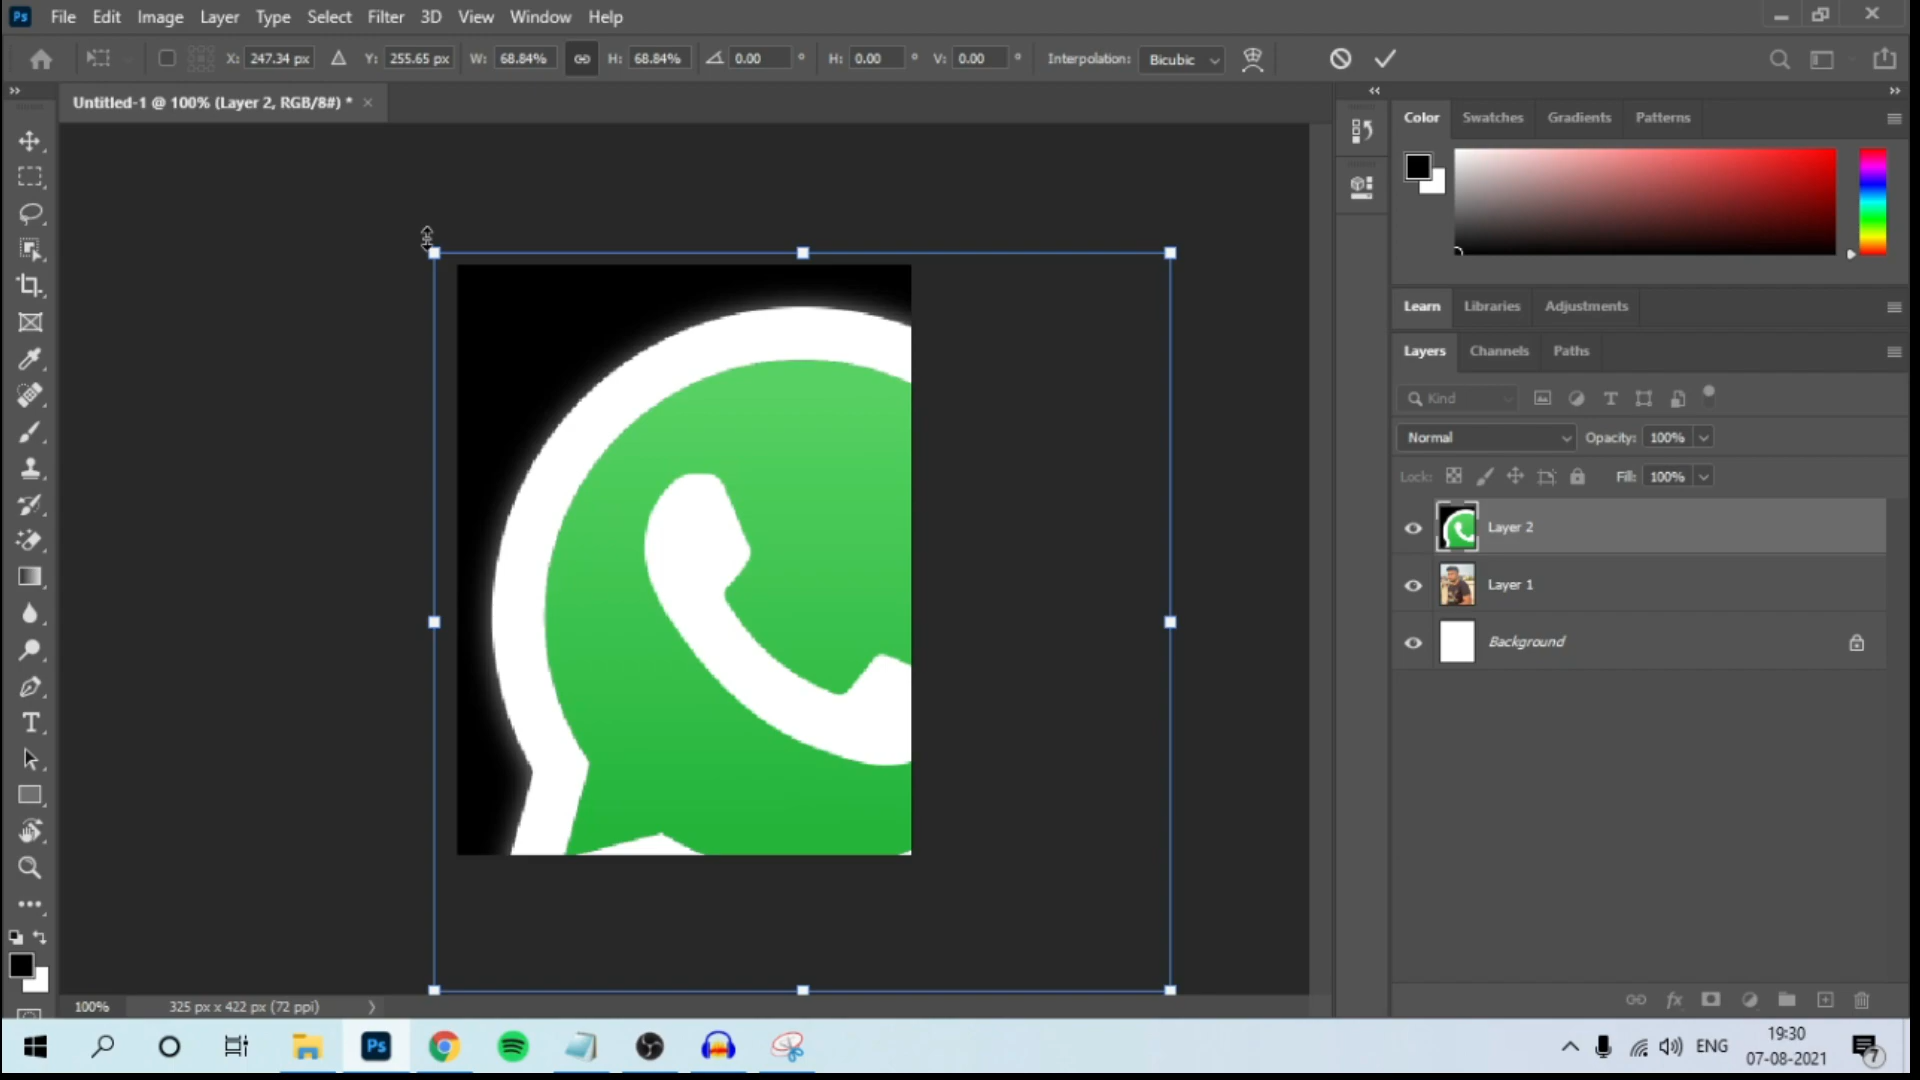 Ps File Edit Image Layer Type Select Filter 3D View Window Help
X: 247.34 px Y: 255.65 px W: 68.84% H: 68.84% 0.00 ° H: 0.00 ° V: 0.00 ° Interpolation: Bicubic
Untitled-1 @ 100% (Layer 2, RGB/8#) * ×
Color Swatches Gradients Patterns
Learn Libraries Adjustments
Layers Channels Paths
Kind
Normal Opacity: 100%
Lock: Fill: 100%
Layer 2
Layer 1
Background
100% 325 px x 422 px (72 ppi)
fx
Ps ENG 19:30
07-08-2021 7